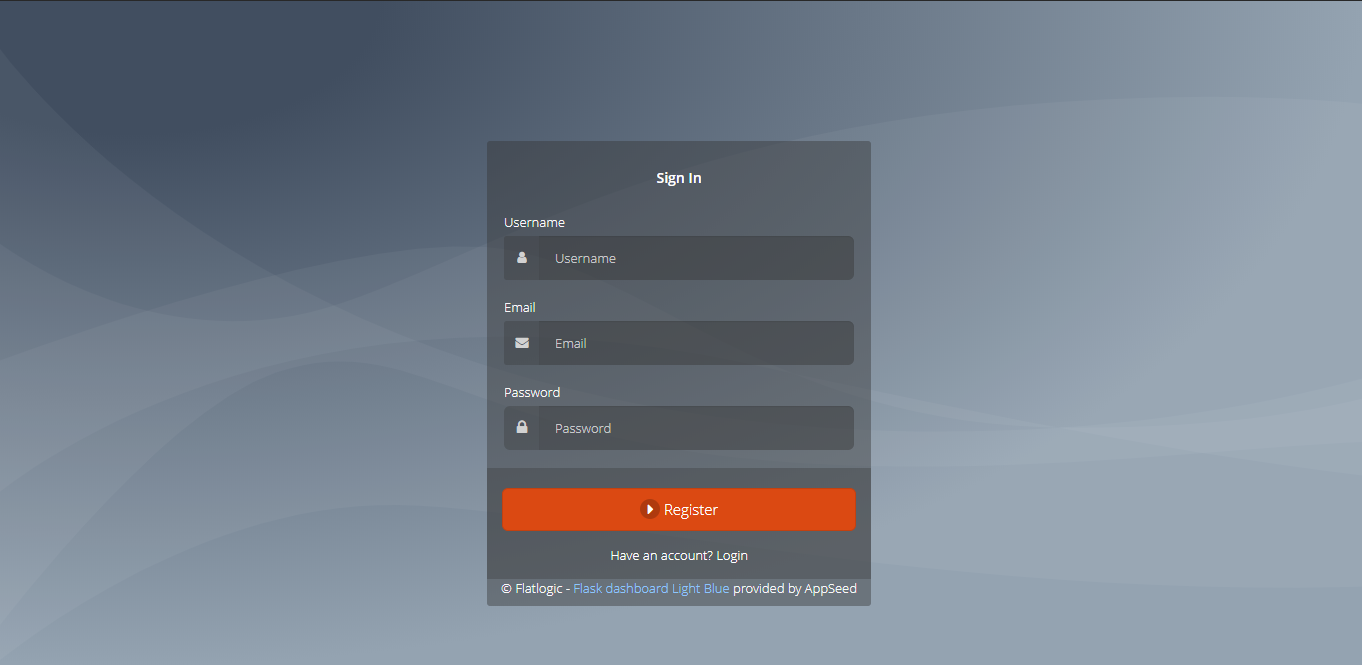 Sign In
Username
Username
Email
Email
Password
Password
Register
Have an account? Login
© Flatlogic - Flask dashboard Light Blue provided by AppSeed